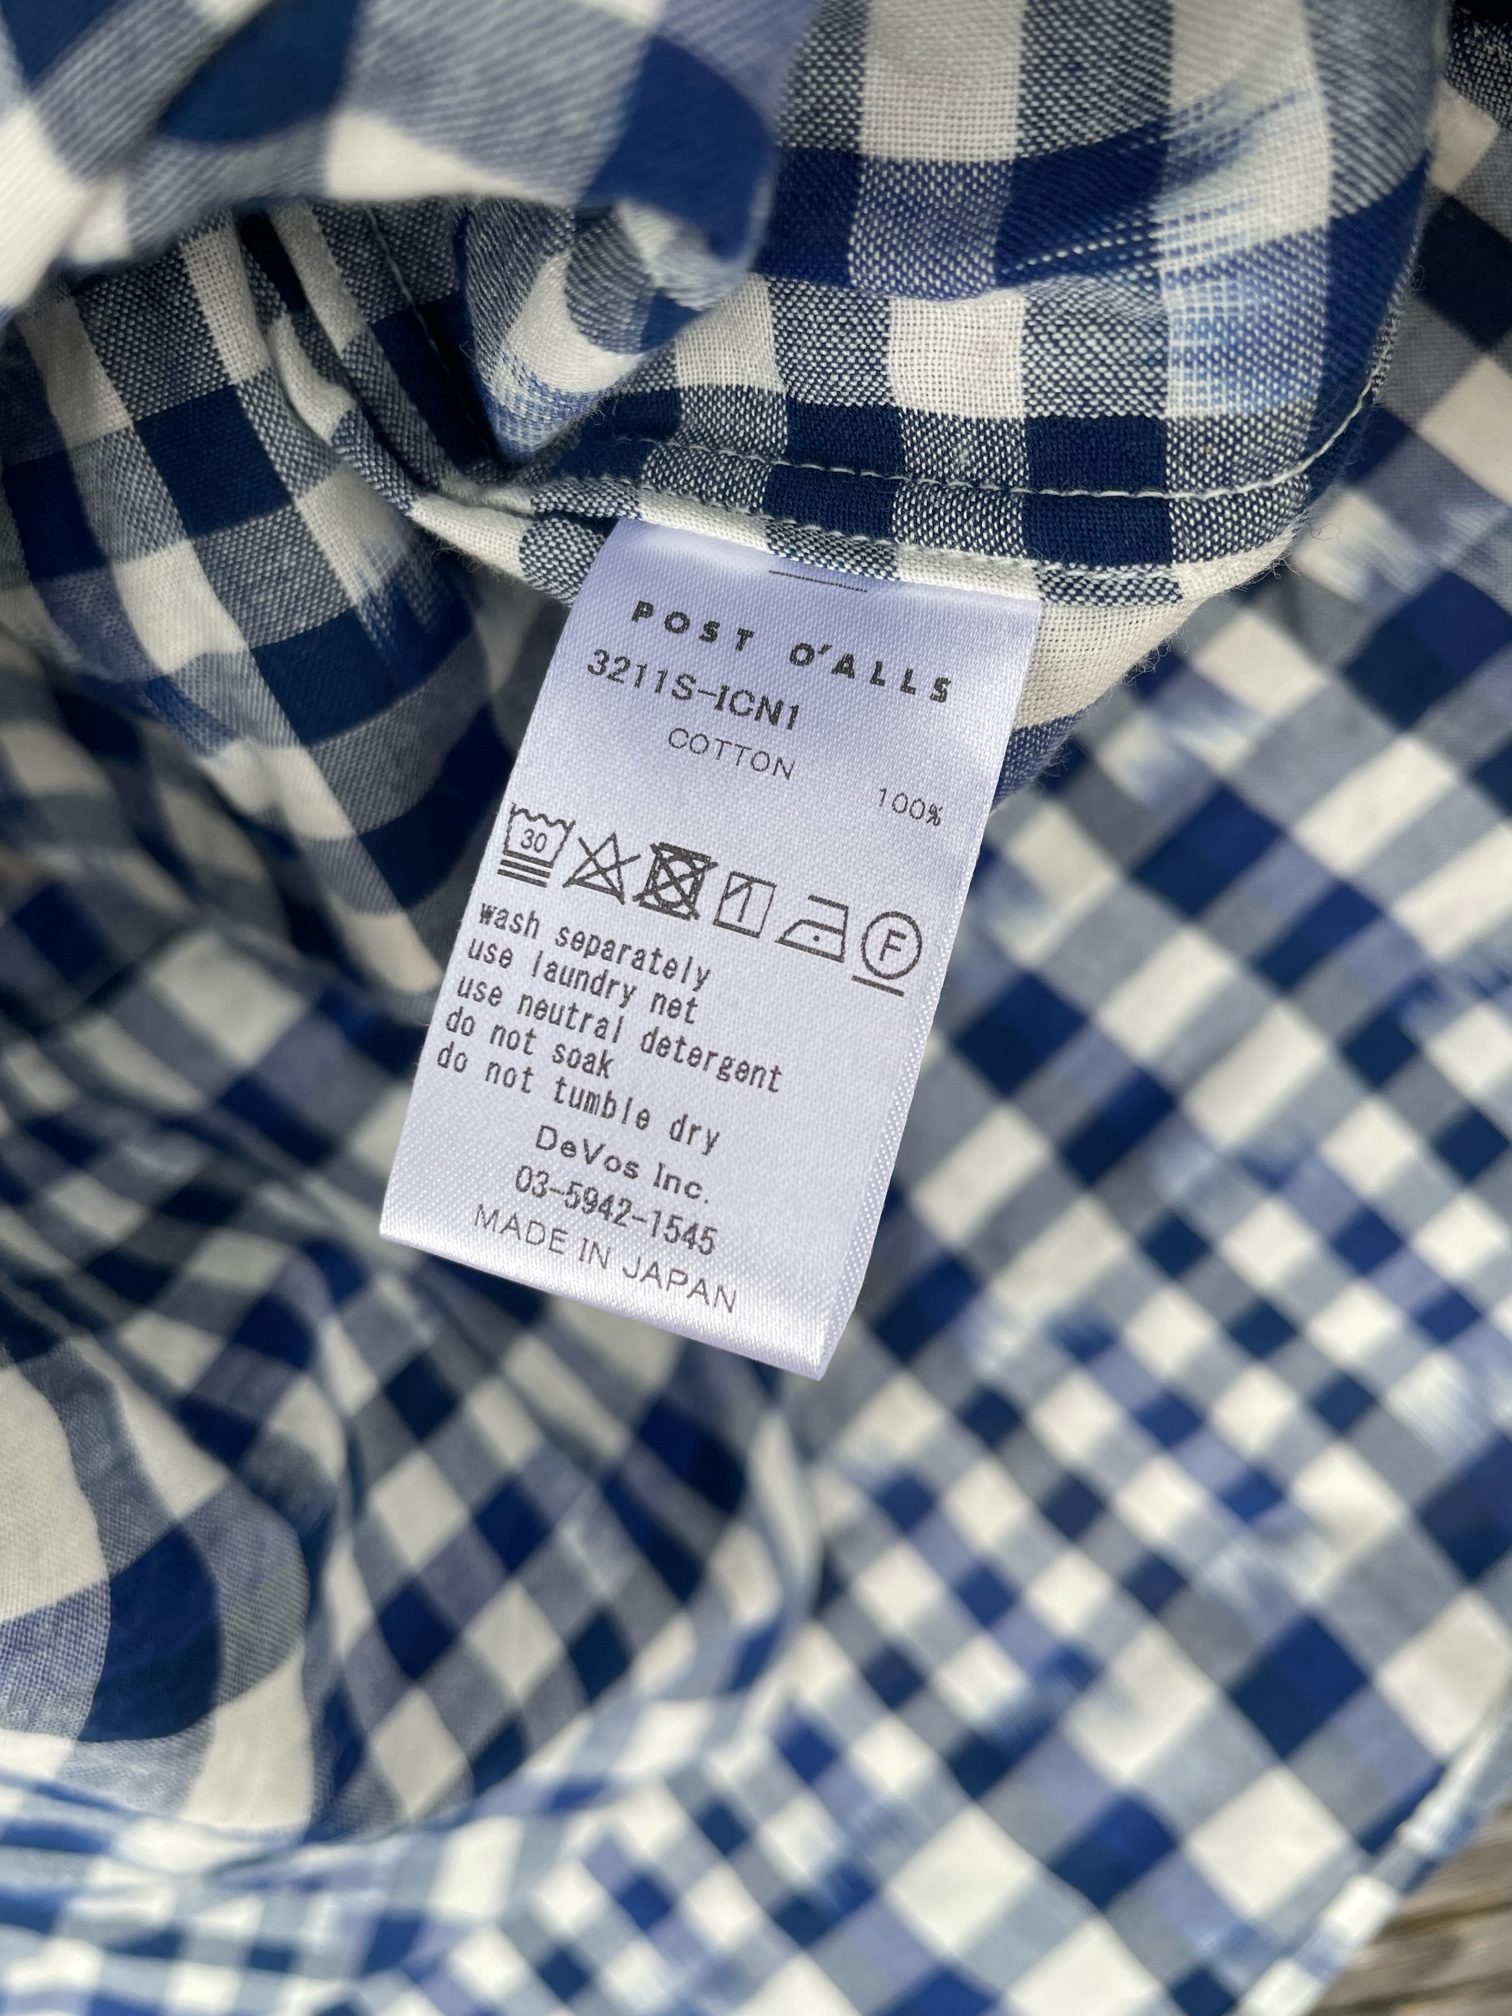 POST O'ALLS
3211S-ICN1
COTTON
100%
30
F
wash separately
use laundry net
use neutral detergent
do not soak
do not tumble dry
DeVos Inc.
03-5942-1545
MADE IN JAPAN